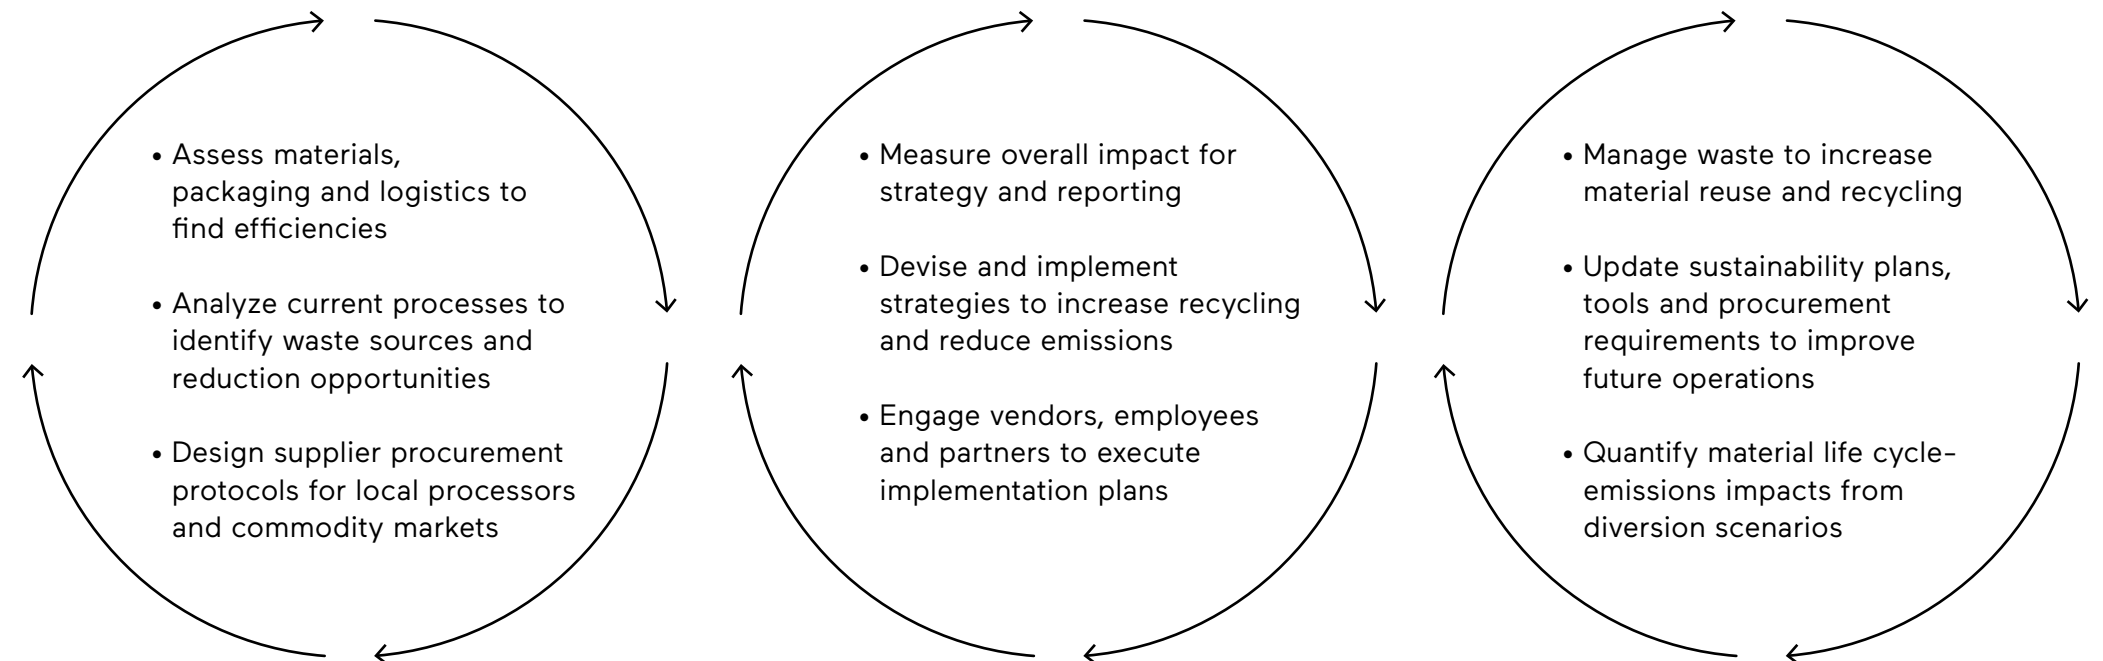 • Assess materials,
packaging and logistics to
find efficiencies
• Analyze current processes to
identify waste sources and
reduction opportunities
• Design supplier procurement
protocols for local processors
and commodity markets
• Measure overall impact for
strategy and reporting
• Devise and implement
strategies to increase recycling
and reduce emissions
• Engage vendors, employees
and partners to execute
implementation plans
• Manage waste to increase
material reuse and recycling
• Update sustainability plans,
tools and procurement
requirements to improve
future operations
• Quantify material life cycle-
emissions impacts from
diversion scenarios